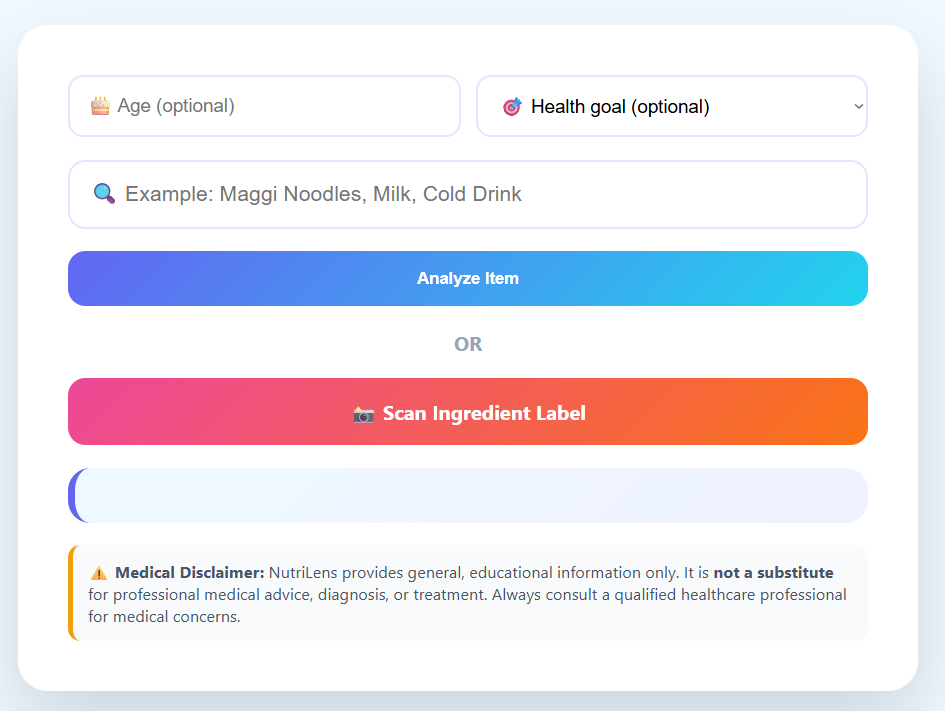 🎂 Age (optional)
🎯 Health goal (optional)
🔍 Example: Maggi Noodles, Milk, Cold Drink
Analyze Item
OR
📸 Scan Ingredient Label
⚠️ Medical Disclaimer: NutriLens provides general, educational information only. It is not a substitute
for professional medical advice, diagnosis, or treatment. Always consult a qualified healthcare professional
for medical concerns.